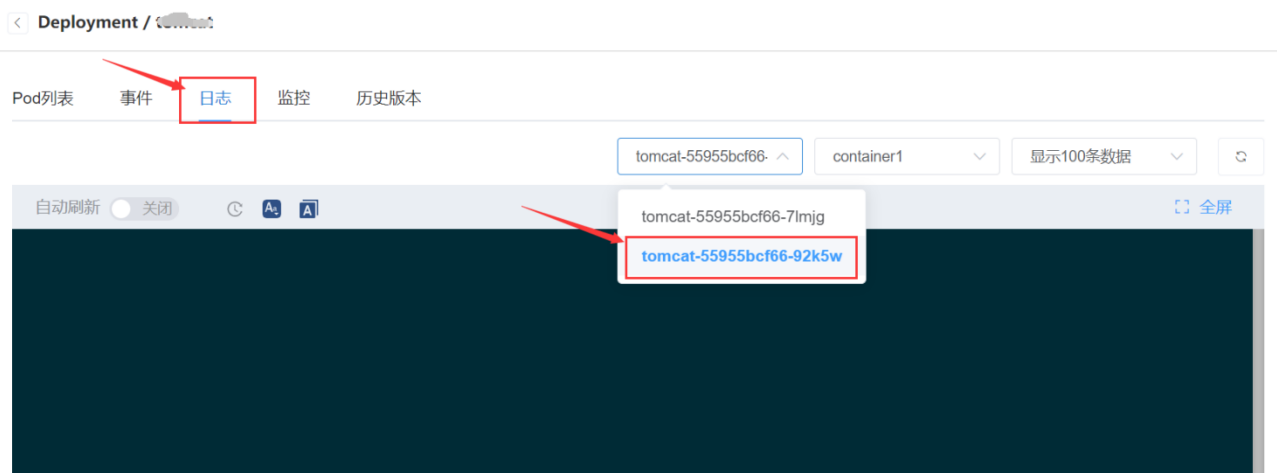 Deployment /
Pod列表 事件 日志 监控 历史版本
tomcat-55955bcf66- container1 显示100条数据
自动刷新 关闭 全屏
tomcat-55955bcf66-7lmjg
tomcat-55955bcf66-92k5w